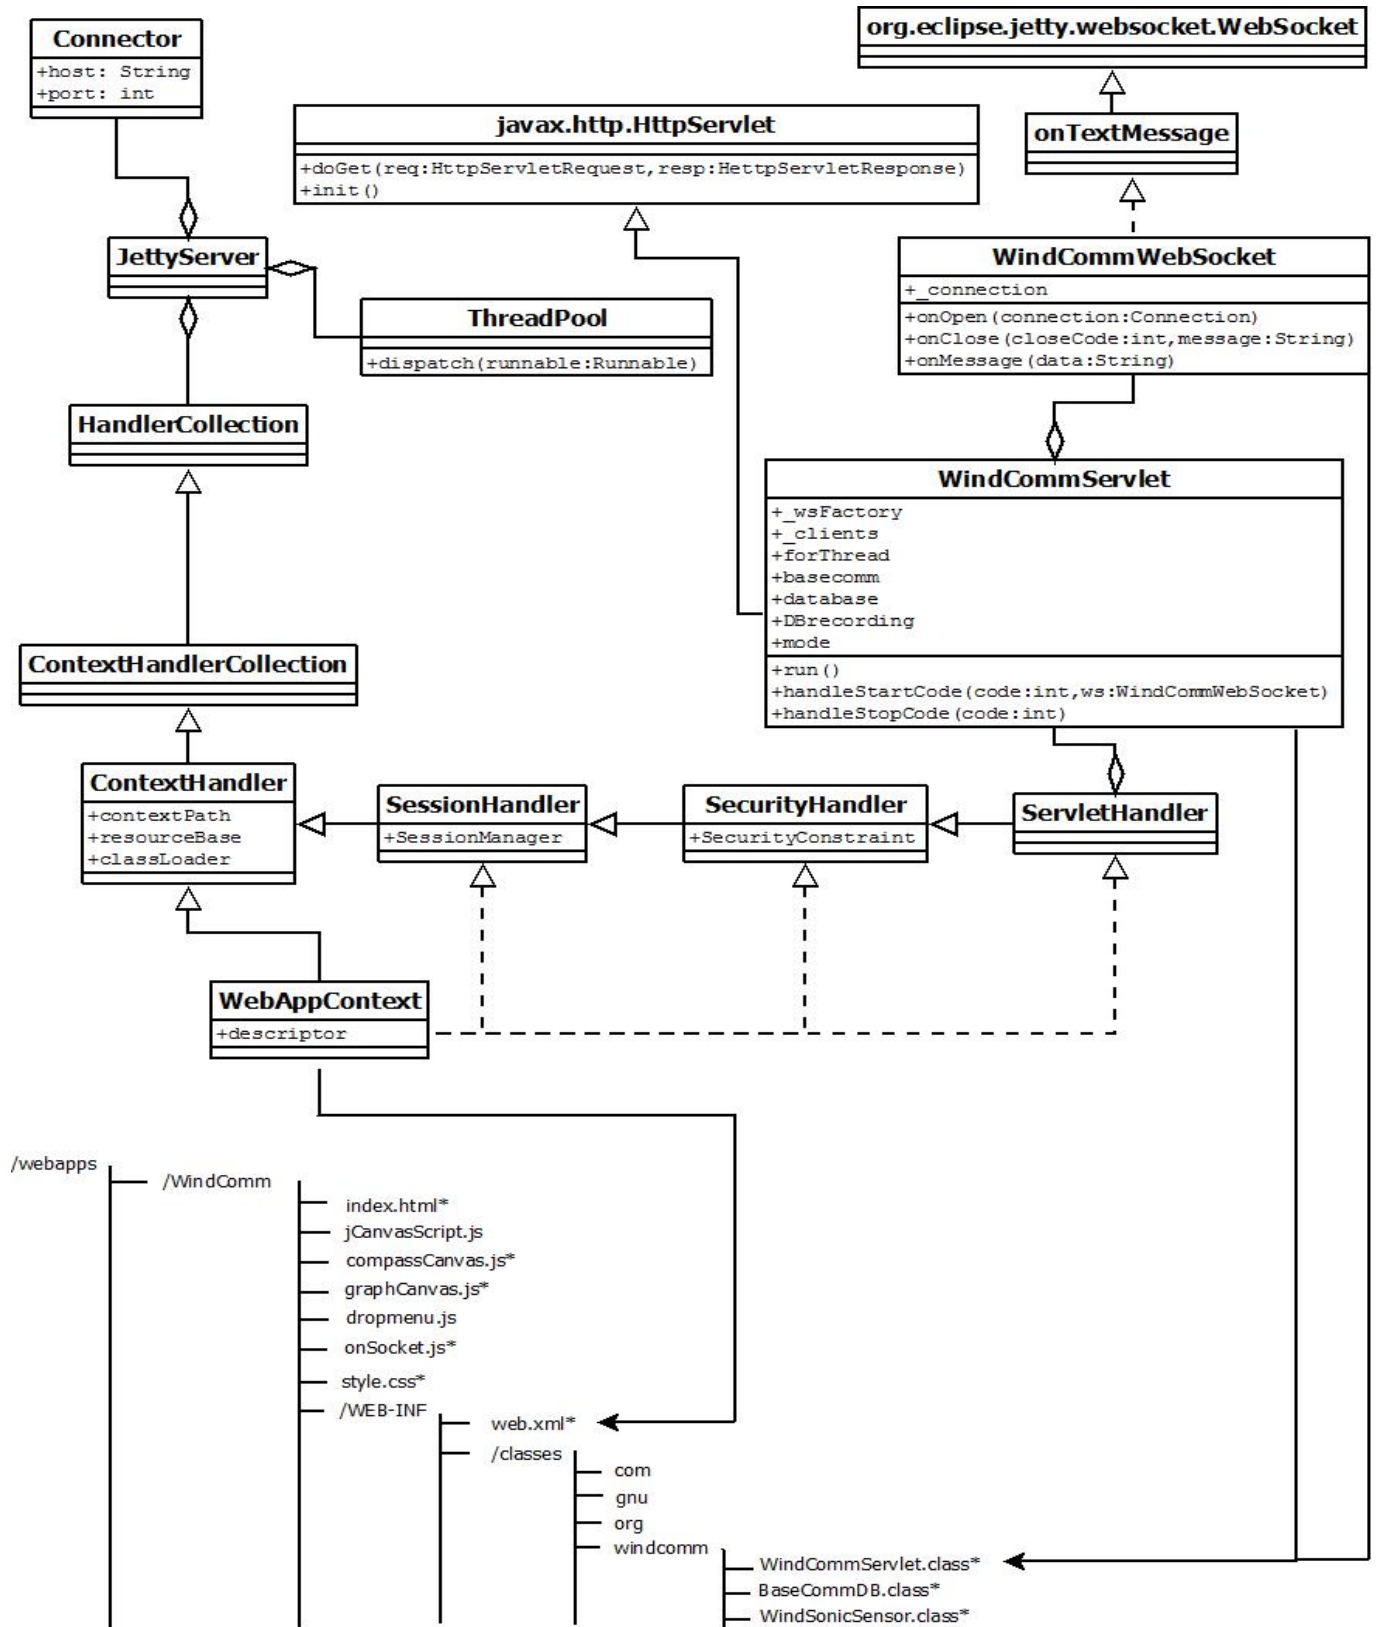 Connector
+host: String
+port: int
org.eclipse.jetty.websocket.WebSocket
onTextMessage
javax.http.HttpServlet
+doGet(req:HttpServletRequest,resp:HettpServletResponse)
+init()
JettyServer
WindCommWebSocket
+_connection
+onOpen(connection:Connection)
+onClose(closeCode:int,message:String)
+onMessage(data:String)
ThreadPool
+dispatch(runnable:Runnable)
HandlerCollection
WindCommServlet
+_wsFactory
+_clients
+forThread
+basecomm
+database
+DBrecording
+mode
+run()
+handleStartCode(code:int,ws:WindCommWebSocket)
+handleStopCode(code:int)
ContextHandlerCollection
ContextHandler
+contextPath
+resourceBase
+classLoader
SessionHandler
+SessionManager
SecurityHandler
+SecurityConstraint
ServletHandler
WebAppContext
+descriptor
/webapps
/WindComm
index.html*
jCanvasScript.js
compassCanvas.js*
graphCanvas.js*
dropmenu.js
onSocket.js*
style.css*
/WEB-INF
web.xml*
/classes
com
gnu
org
windcomm
WindCommServlet.class*
BaseCommDB.class*
WindSonicSensor.class*